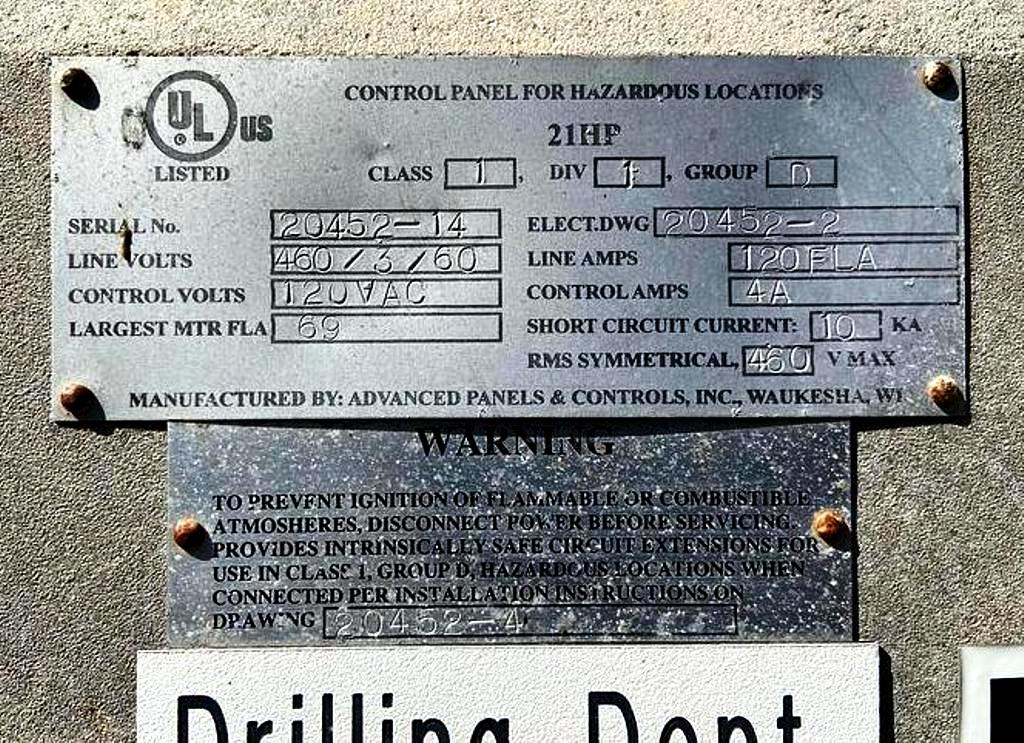 UL US
LISTED
CONTROL PANEL FOR HAZARDOUS LOCATIONS
21HP
CLASS 1, DIV 1, GROUP D
SERIAL No. 20452-14 ELECT.DWG 20452-2
LINE VOLTS 460/3/60 LINE AMPS 120FLA
CONTROL VOLTS 120VAC CONTROL AMPS 4A
LARGEST MTR FLA 69 SHORT CIRCUIT CURRENT: 10 KA
RMS SYMMETRICAL, 460 V MAX
MANUFACTURED BY: ADVANCED PANELS & CONTROLS, INC., WAUKESHA, WI
WARNING
TO PREVENT IGNITION OF FLAMMABLE OR COMBUSTIBLE
ATMOSHERES, DISCONNECT POWER BEFORE SERVICING.
PROVIDES INTRINSICALLY SAFE CIRCUIT EXTENSIONS FOR
USE IN CLASS 1, GROUP D, HAZARDOUS LOCATIONS WHEN
CONNECTED PER INSTALLATION INSTRUCTIONS ON
DRAWING 20452-4
Drilling Dept